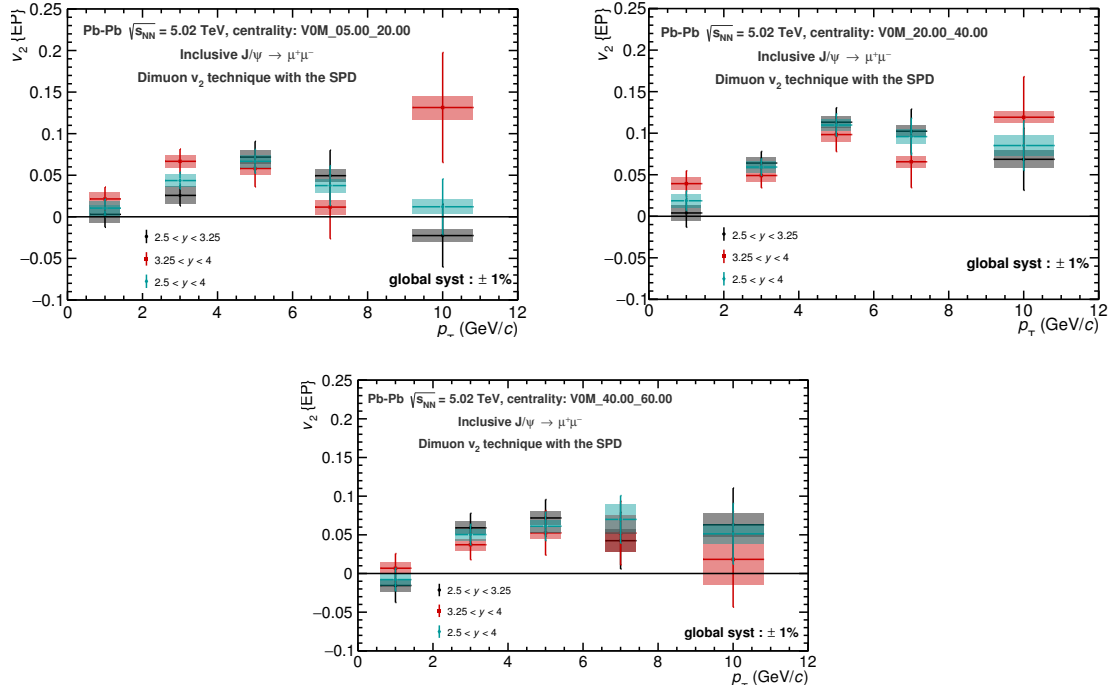 v₂ {EP}
0.25
0.2
0.15
0.1
0.05
0
−0.05
−0.1
Pb-Pb √s_NN = 5.02 TeV, centrality: V0M_05.00_20.00
Inclusive J/ψ → μ⁺μ⁻
Dimuon v₂ technique with the SPD
2.5 < y < 3.25
3.25 < y < 4
2.5 < y < 4
global syst : ± 1%
0 2 4 6 8 10 12
p_T (GeV/c)
v₂ {EP}
0.25
0.2
0.15
0.1
0.05
0
−0.05
−0.1
Pb-Pb √s_NN = 5.02 TeV, centrality: V0M_20.00_40.00
Inclusive J/ψ → μ⁺μ⁻
Dimuon v₂ technique with the SPD
2.5 < y < 3.25
3.25 < y < 4
2.5 < y < 4
global syst : ± 1%
0 2 4 6 8 10 12
p_T (GeV/c)
v₂ {EP}
0.25
0.2
0.15
0.1
0.05
0
−0.05
−0.1
Pb-Pb √s_NN = 5.02 TeV, centrality: V0M_40.00_60.00
Inclusive J/ψ → μ⁺μ⁻
Dimuon v₂ technique with the SPD
2.5 < y < 3.25
3.25 < y < 4
2.5 < y < 4
global syst : ± 1%
0 2 4 6 8 10 12
p_T (GeV/c)